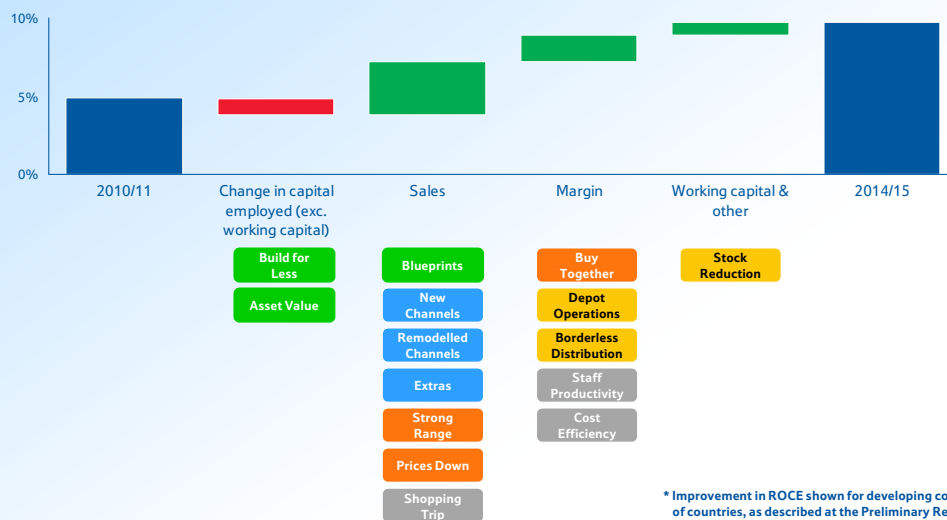 10%
5%
0%
2010/11
Change in capital
employed (exc.
working capital)
Sales
Margin
Working capital &
other
2014/15
Build for
Less
Asset Value
Blueprints
New
Channels
Remodelled
Channels
Extras
Strong
Range
Prices Down
Shopping
Trip
Buy
Together
Depot
Operations
Borderless
Distribution
Staff
Productivity
Cost
Efficiency
Stock
Reduction
* Improvement in ROCE shown for developing
of countries, as described at the Preliminary